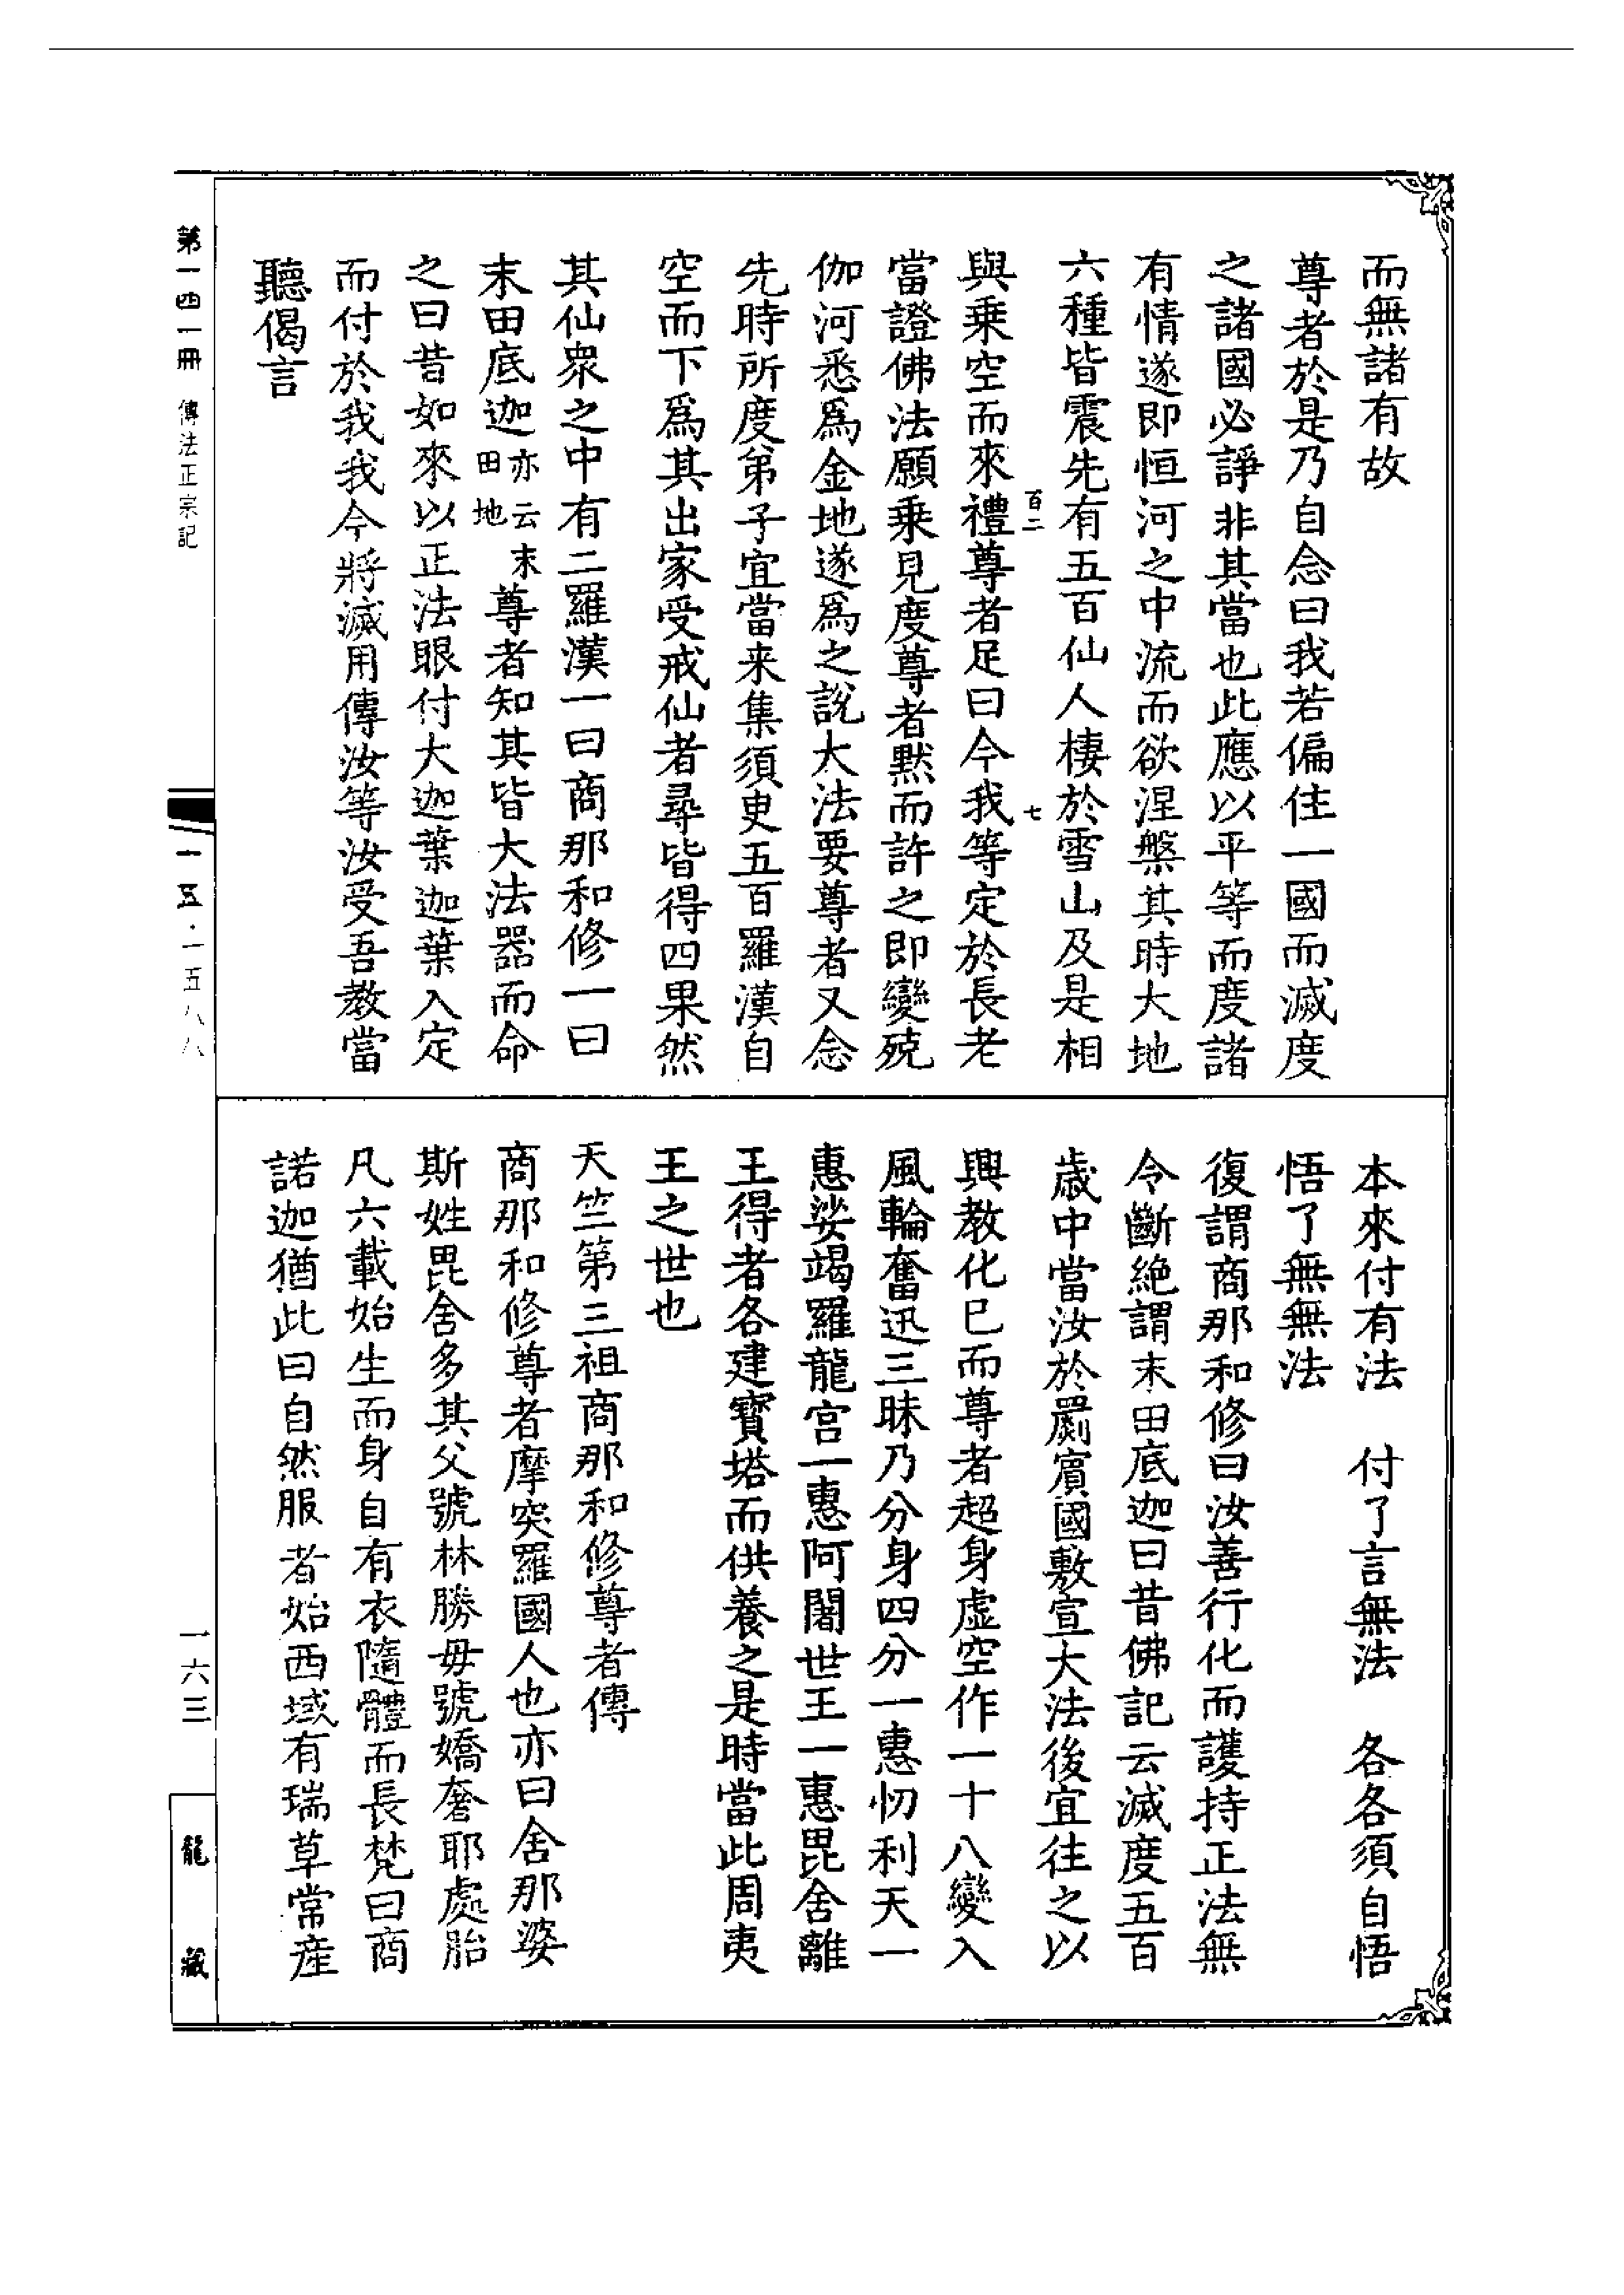 而無諸有故
尊者於是乃自念曰我若偏住一國而滅度
之諸國必諍非其當也此應以平等而度諸
有情遂即恒河之中流而欲涅槃其時大地
六種皆震先有五百仙人棲於雪山及是相
百二
七
與乗空而來禮尊者足曰今我等定於長老
當證佛法願乗見度尊者黙而許之即變殑
伽河悉爲金地遂爲之說大法要尊者又念
先時所度弟子宜當来集須臾五百羅漢自
空而下爲其出家受戒仙者尋皆得四果然
其仙衆之中有二羅漢一曰商那和修一曰
末田底迦亦云末田地尊者知其皆大法器而命
之曰昔如來以正法眼付大迦葉迦葉入定
而付於我我今將滅用傳汝等汝受吾教當
聽偈言
本來付有法　付了言無法　各各須自悟
悟了無無法
復謂商那和修曰汝善行化而護持正法無
令斷絶謂末田底迦曰昔佛記云滅度五百
歲中當汝於罽賓國敷宣大法後宜往之以
興教化巳而尊者超身虚空作一十八變入
風輪奮迅三昧乃分身四分一惠忉利天一
惠娑竭羅龍宫一惠阿闍世王一惠毘舍離
王得者各建寶塔而供養之是時當此周夷
王之世也
天竺第三祖商那和修尊者傳
商那和修尊者摩突羅國人也亦曰舍那婆
斯姓毘舍多其父號林勝毋號嬌奢耶處胎
凡六載始生而身自有衣隨體而長梵曰商
諾迦猶此曰自然服者始西域有瑞草常産
第一四一冊　傳法正宗記
一五·一五八八
一六三
龍藏